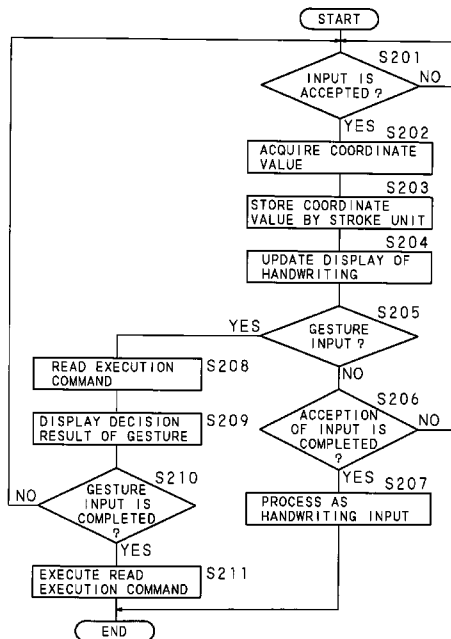 START
S201
INPUT IS
ACCEPTED?
NO
YES
S202
ACQUIRE COORDINATE
VALUE
S203
STORE COORDINATE
VALUE BY STROKE UNIT
S204
UPDATE DISPLAY OF
HANDWRITING
S205
YES
GESTURE
INPUT?
NO
READ EXECUTION
COMMAND
S208
S206
ACCEPTION
OF INPUT IS
COMPLETED
?
NO
YES
DISPLAY DECISION
RESULT OF GESTURE
S209
S210
NO
GESTURE
INPUT IS
COMPLETED
?
YES
S207
PROCESS AS
HANDWRITING INPUT
EXECUTE READ
EXECUTION COMMAND
S211
END